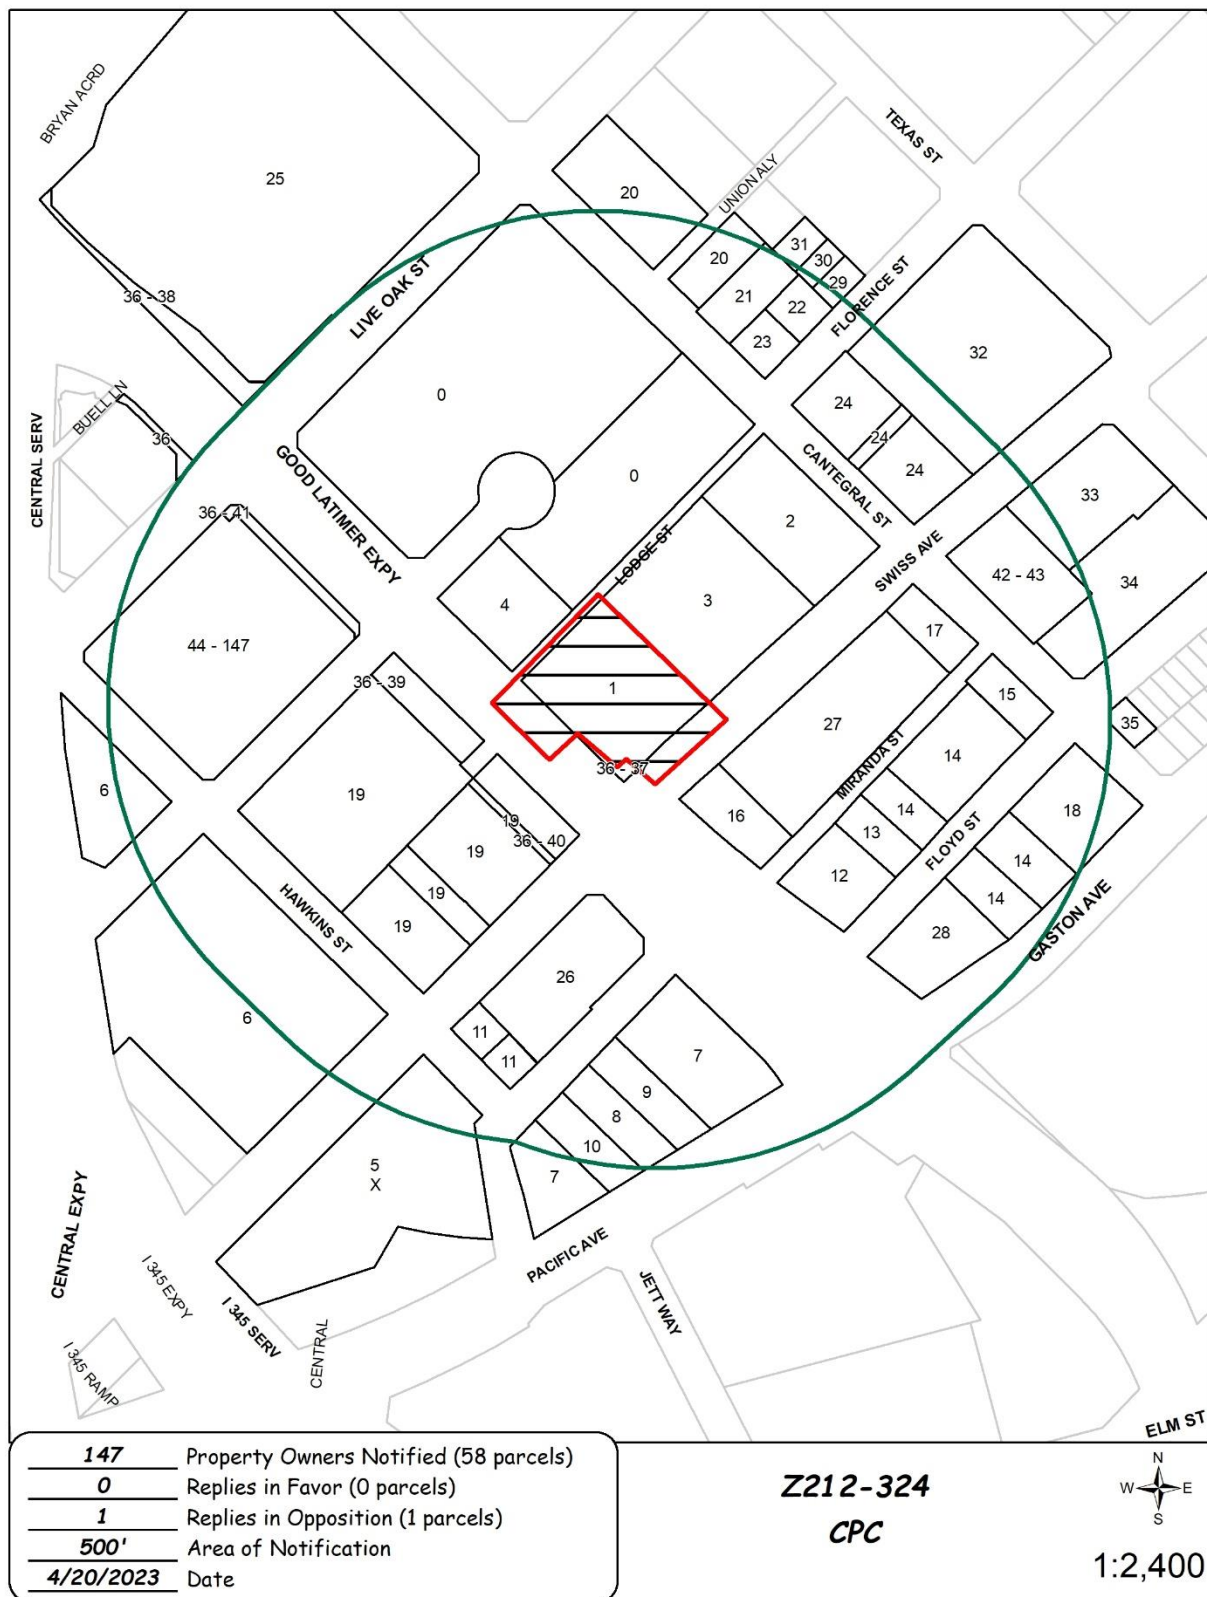 BRYAN ACRD
TEXAS ST
25
20
UNION ALY
31
30
29
20
21
22
23
FLORENCE ST
36 - 38
LIVE OAK ST
32
0
24
24
24
BUELL LN
36
CENTRAL SERV
GOOD LATIMER EXPY
0
CANTEGRAL ST
2
33
36 - 41
LODGE ST
SWISS AVE
42 - 43
34
4
3
44 - 147
17
1
36 - 39
15
35
27
MIRANDA ST
14
36 - 37
6
19
16
14
18
19
36 - 40
13
FLOYD ST
19
12
14
19
14
HAWKINS ST
19
28
GASTON AVE
26
6
11
11
7
9
8
10
7
5
X
CENTRAL EXPY
I 345 EXPY
PACIFIC AVE
JETT WAY
I 345 SERV
CENTRAL
I 345 RAMP
ELM ST
147 Property Owners Notified (58 parcels)
0 Replies in Favor (0 parcels)
1 Replies in Opposition (1 parcels)
500' Area of Notification
4/20/2023 Date
Z212-324
CPC
N
W E
S
1:2,400